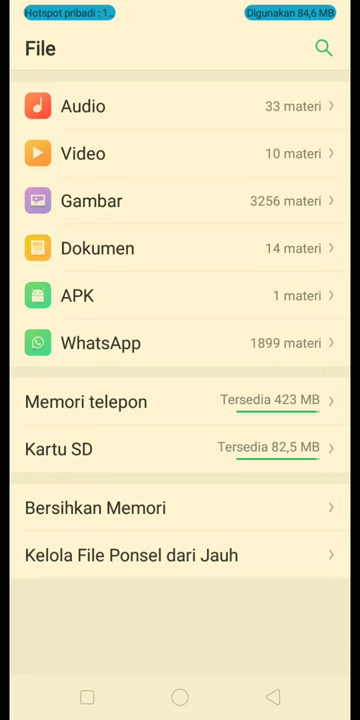 Hotspot pribadi : 1...
Digunakan 84,6 MB
File
Audio 33 materi
Video 10 materi
Gambar 3256 materi
Dokumen 14 materi
APK 1 materi
WhatsApp 1899 materi
Memori telepon Tersedia 423 MB
Kartu SD Tersedia 82,5 MB
Bersihkan Memori
Kelola File Ponsel dari Jauh